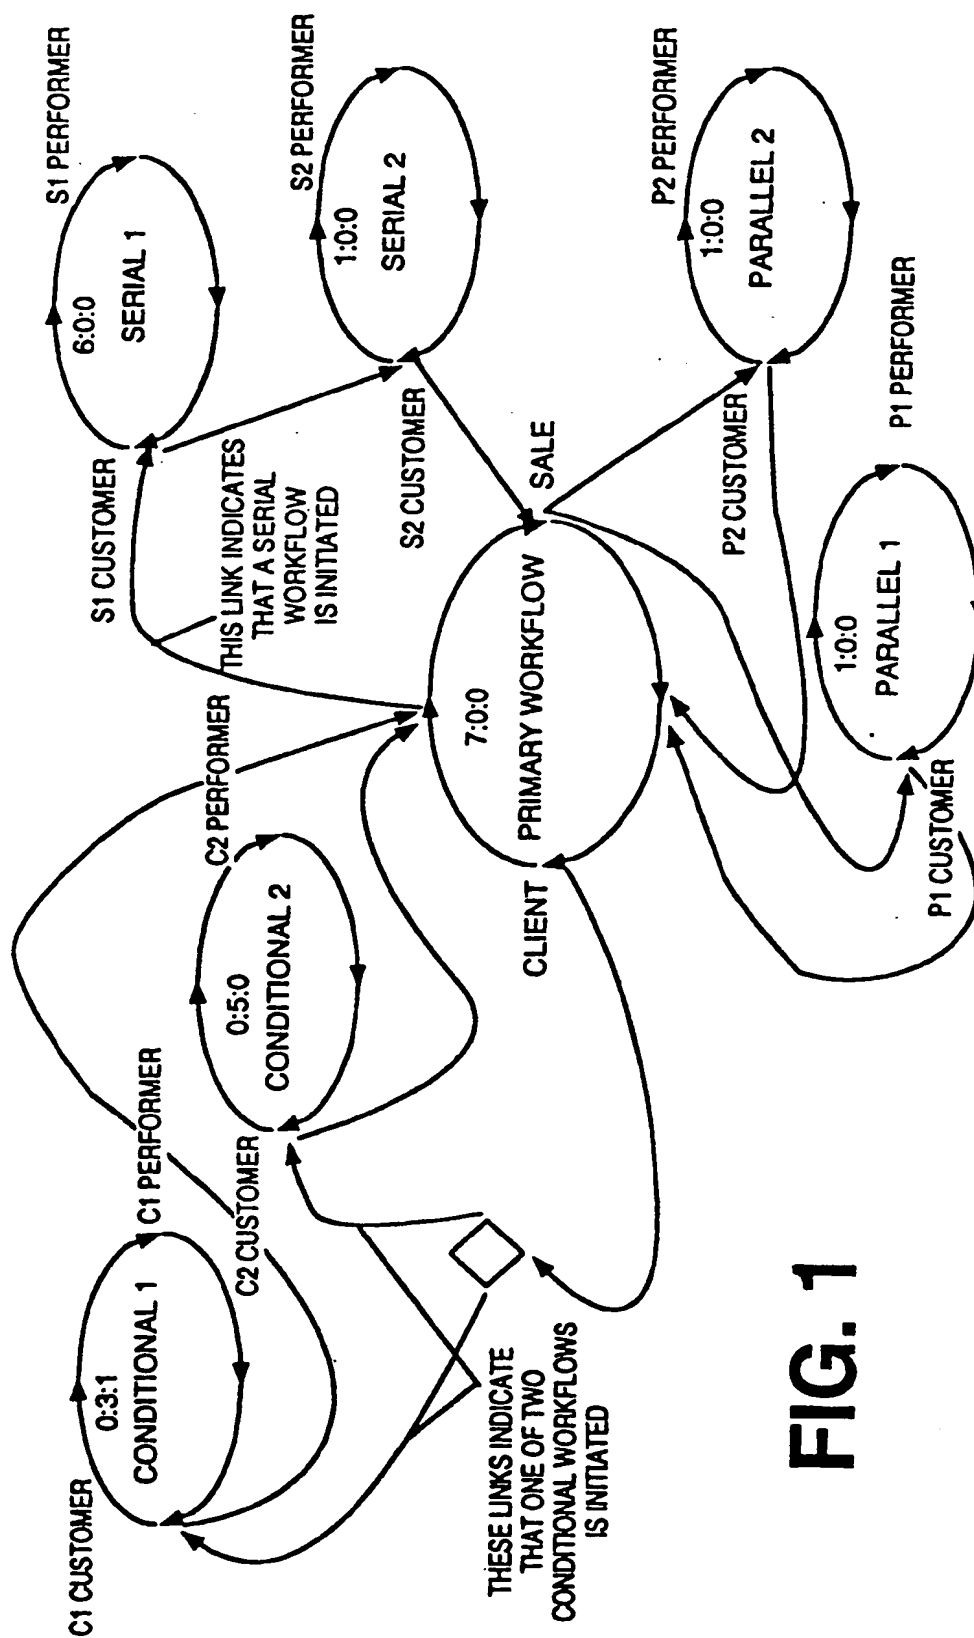 C1 CUSTOMER
0:3:1
CONDITIONAL 1
C1 PERFORMER
C2 CUSTOMER
0:5:0
CONDITIONAL 2
C2 PERFORMER
S1 CUSTOMER
6:0:0
SERIAL 1
S1 PERFORMER
THIS LINK INDICATES
THAT A SERIAL
WORKFLOW
IS INITIATED
S2 CUSTOMER
1:0:0
SERIAL 2
S2 PERFORMER
THESE LINKS INDICATE
THAT ONE OF TWO
CONDITIONAL WORKFLOWS
IS INITIATED
CLIENT
7:0:0
PRIMARY WORKFLOW
SALE
P2 CUSTOMER
1:0:0
PARALLEL 2
P2 PERFORMER
P1 CUSTOMER
1:0:0
PARALLEL 1
P1 PERFORMER
FIG. 1